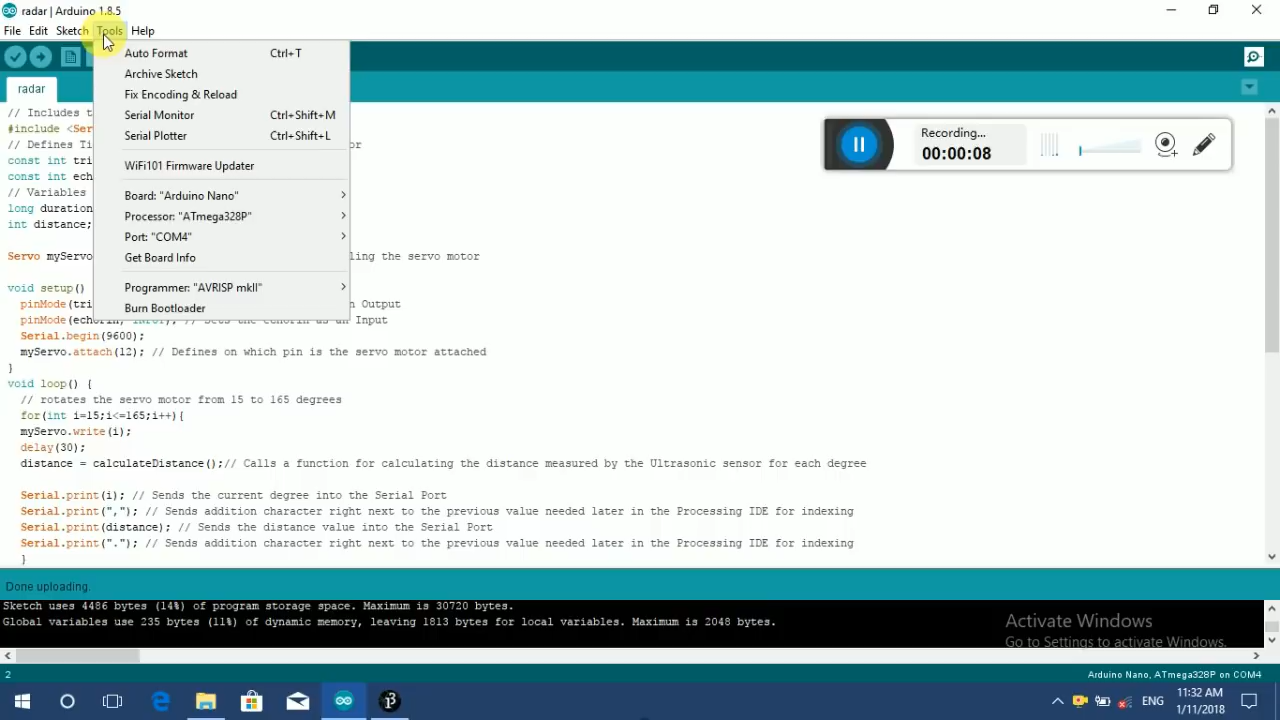 radar | Arduino 1.8.5
File Edit Sketch Tools Help
Auto Format Ctrl+T
Archive Sketch
Fix Encoding & Reload
Serial Monitor Ctrl+Shift+M
Serial Plotter Ctrl+Shift+L
WiFi101 Firmware Updater
Board: "Arduino Nano"
Processor: "ATmega328P"
Port: "COM4"
Get Board Info
Programmer: "AVRISP mkII"
Burn Bootloader
radar
Recording...
00:00:08
// Includes t
#include <Ser
// Defines Ti or
const int tri
const int ech
// Variables
long duration
int distance;
Servo myServo ling the servo motor
void setup()
pinMode(tri n Output
pinMode(echoPin, INPUT); // Sets the echoPin as an Input
Serial.begin(9600);
myServo.attach(12); // Defines on which pin is the servo motor attached
}
void loop() {
// rotates the servo motor from 15 to 165 degrees
for(int i=15;i<=165;i++){
myServo.write(i);
delay(30);
distance = calculateDistance();// Calls a function for calculating the distance measured by the Ultrasonic sensor for each degree
Serial.print(i); // Sends the current degree into the Serial Port
Serial.print(","); // Sends addition character right next to the previous value needed later in the Processing IDE for indexing
Serial.print(distance); // Sends the distance value into the Serial Port
Serial.print("."); // Sends addition character right next to the previous value needed later in the Processing IDE for indexing
}
Done uploading.
Sketch uses 4486 bytes (14%) of program storage space. Maximum is 30720 bytes.
Global variables use 235 bytes (11%) of dynamic memory, leaving 1813 bytes for local variables. Maximum is 2048 bytes.
Activate Windows
Go to Settings to activate Windows.
2 Arduino Nano, ATmega328P on COM4
ENG
11:32 AM
1/11/2018